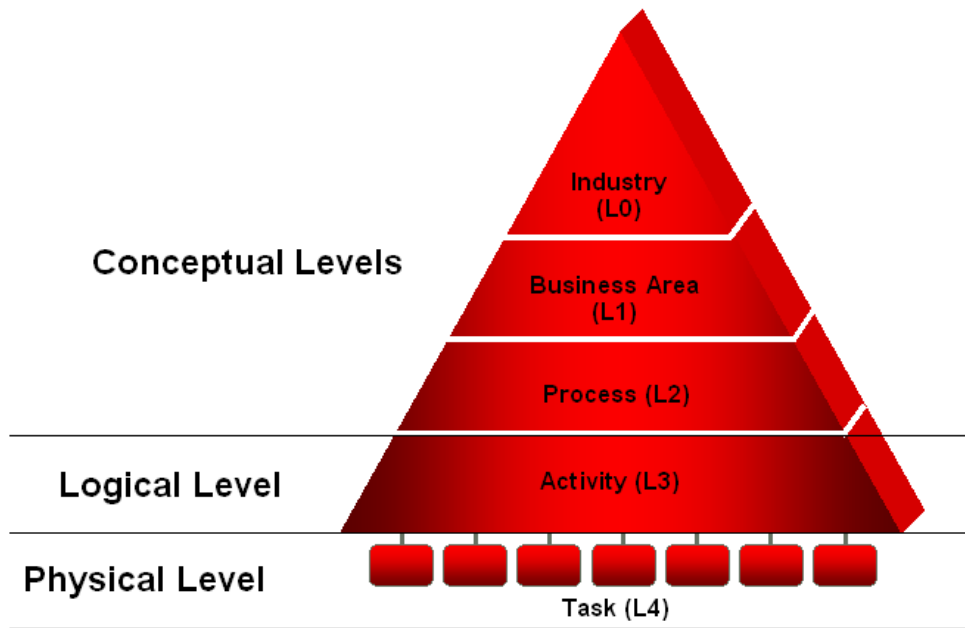 Industry
(L0)
Conceptual Levels
Business Area
(L1)
Process (L2)
Logical Level
Activity (L3)
Physical Level
Task (L4)